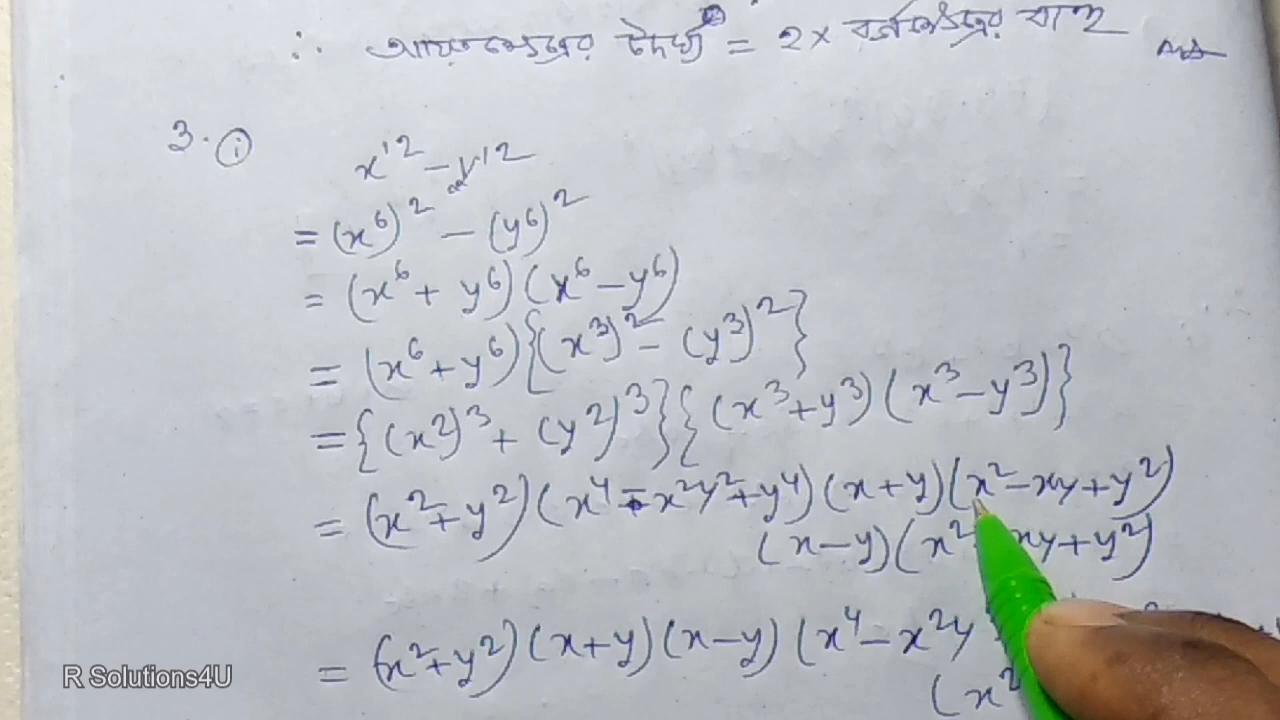 ∴ আয়তক্ষেত্রের দৈর্ঘ্য = 2 × বর্গক্ষেত্রের বাহু Ans
3. (i) x¹² – y¹²
= (x⁶)² – (y⁶)²
= (x⁶ + y⁶)(x⁶ – y⁶)
= (x⁶ + y⁶){(x³)² – (y³)²}
= {(x²)³ + (y²)³}{(x³ + y³)(x³ – y³)}
= (x² + y²)(x⁴ – x²y² + y⁴)(x + y)(x² – xy + y²)
(x – y)(x² xy + y²)
= (x² + y²)(x + y)(x – y)(x⁴ – x²y
(x²
R Solutions4U